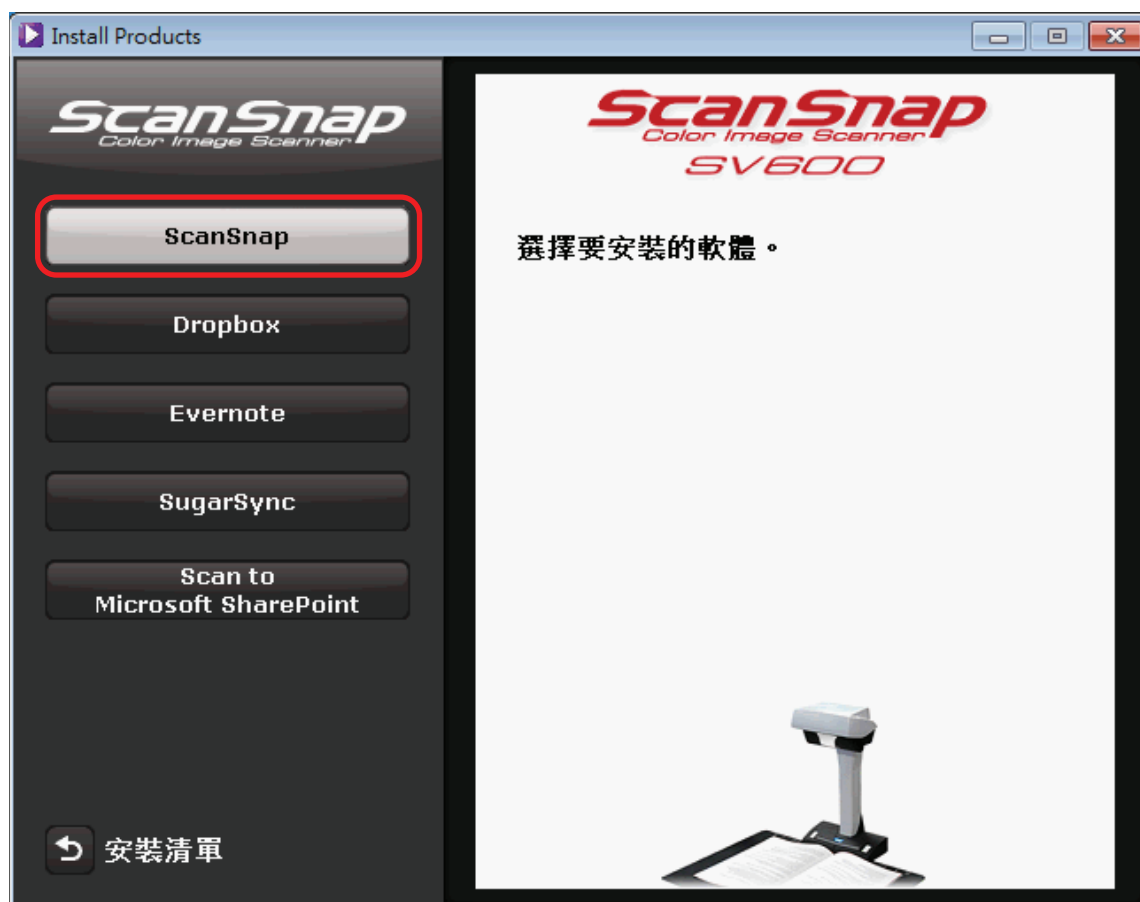 Install Products
ScanSnap
Color Image Scanner
ScanSnap
Dropbox
Evernote
SugarSync
Scan to
Microsoft SharePoint
安裝清單
ScanSnap
Color Image Scanner
SV600
選擇要安裝的軟體。